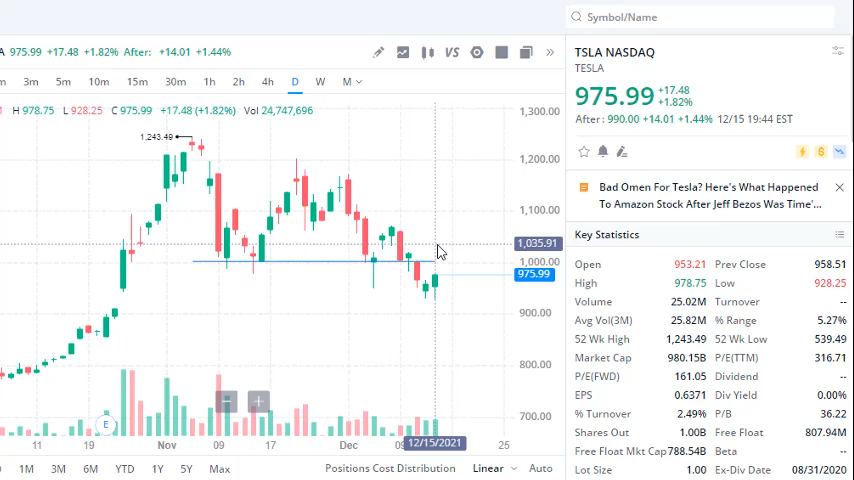 Symbol/Name
A 975.99 +17.48 +1.82% After: +14.01 +1.44%
VS
TSLA NASDAQ
TESLA
975.99 +17.48
+1.82%
After : 990.00 +14.01 +1.44% 12/15 19:44 EST
m 3m 5m 10m 15m 30m 1h 2h 4h D W M
H 978.75 L 928.25 C 975.99 +17.48 (+1.82%) Vol 24,747,696
1,300.00
1,243.49
1,200.00
1,100.00
1,035.91
1,000.00
975.99
900.00
800.00
700.00
E
11 19 Nov 09 17 Dec 12/15/2021 25
1M 3M 6M YTD 1Y 5Y Max Positions Cost Distribution Linear Auto
Bad Omen For Tesla? Here's What Happened
To Amazon Stock After Jeff Bezos Was Time'...
Key Statistics
Open 953.21 Prev Close 958.51
High 978.75 Low 928.25
Volume 25.02M Turnover --
Avg Vol(3M) 25.82M % Range 5.27%
52 Wk High 1,243.49 52 Wk Low 539.49
Market Cap 980.15B P/E(TTM) 316.71
P/E(FWD) 161.05 Dividend --
EPS 0.6371 Div Yield 0.00%
% Turnover 2.49% P/B 36.22
Shares Out 1.00B Free Float 807.94M
Free Float Mkt Cap 788.54B Beta --
Lot Size 1.00 Ex-Div Date 08/31/2020